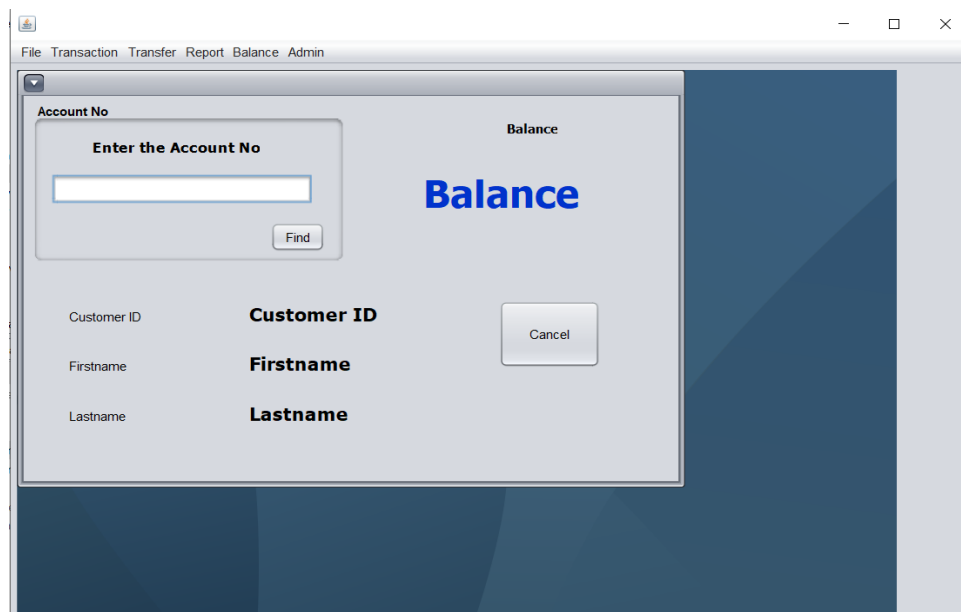 File Transaction Transfer Report Balance Admin
Account No
Enter the Account No
Find
Balance
Balance
Customer ID Customer ID
Firstname Firstname
Lastname Lastname
Cancel